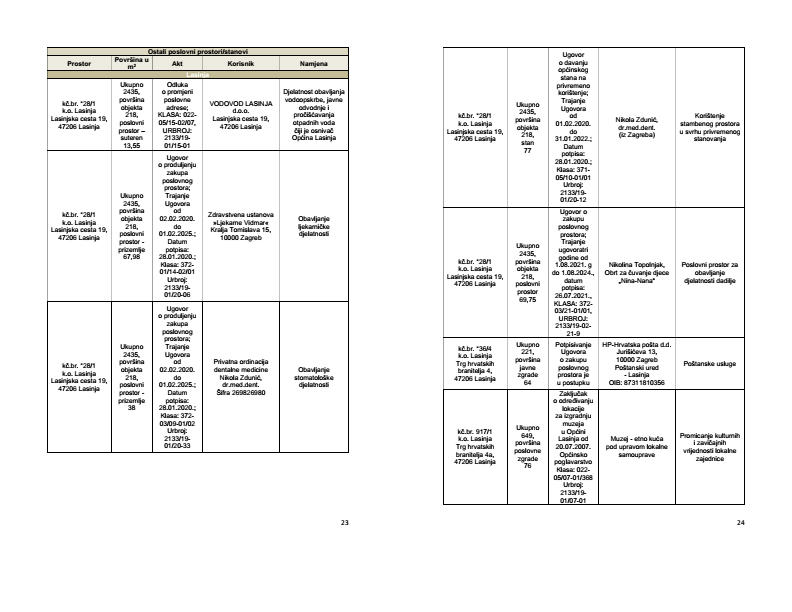 Ostali poslovni prostori/stanovi
Prostor
Površina u
m²
Akt
Korisnik
Namjena
Lasinja
kč.br. *28/1
k.o. Lasinja
Lasinjska cesta 19,
47206 Lasinja
Ukupno
2435,
površina
objekta
218,
poslovni
prostor –
suteren
13,55
Odluka
o promjeni
poslovne
adrese;
KLASA: 022-
05/15-02/07,
URBROJ:
2133/19-
01/15-01
VODOVOD LASINJA
d.o.o.
Lasinjska cesta 19,
47206 Lasinja
Djelatnost obavljanja
vodoopskrbe, javne
odvodnje i
pročišćavanja
otpadnih voda
čiji je osnivač
Općina Lasinja
kč.br. *28/1
k.o. Lasinja
Lasinjska cesta 19,
47206 Lasinja
Ukupno
2435,
površina
objekta
218,
poslovni
prostor -
prizemlje
67,98
Ugovor
o produljenju
zakupa
poslovnog
prostora;
Trajanje
Ugovora
od
02.02.2020.
do
01.02.2025.;
Datum
potpisa:
28.01.2020.;
Klasa: 372-
01/14-02/01
Urbroj:
2133/19-
01/20-06
Zdravstvena ustanova
»Ljekarne Vidmar«
Kralja Tomislava 15,
10000 Zagreb
Obavljanje
ljekarničke
djelatnosti
kč.br. *28/1
k.o. Lasinja
Lasinjska cesta 19,
47206 Lasinja
Ukupno
2435,
površina
objekta
218,
poslovni
prostor -
prizemlje
38
Ugovor
o produljenju
zakupa
poslovnog
prostora;
Trajanje
Ugovora
od
02.02.2020.
do
01.02.2025.;
Datum
potpisa:
28.01.2020.;
Klasa: 372-
03/09-01/02
Urbroj:
2133/19-
01/20-33
Privatna ordinacija
dentalne medicine
Nikola Zdunić,
dr.med.dent.
Šifra 269826980
Obavljanje
stomatološke
djelatnosti
23
kč.br. *28/1
k.o. Lasinja
Lasinjska cesta 19,
47206 Lasinja
Ukupno
2435,
površina
objekta
218,
stan
77
Ugovor
o davanju
općinskog
stana na
privremeno
korištenje;
Trajanje
Ugovora
od
01.02.2020.
do
31.01.2022.;
Datum
potpisa:
28.01.2020.;
Klasa: 371-
05/10-01/01
Urbroj:
2133/19-
01/20-12
Nikola Zdunić,
dr.med.dent.
(iz Zagreba)
Korištenje
stambenog prostora
u svrhu privremenog
stanovanja
kč.br. *28/1
k.o. Lasinja
Lasinjska cesta 19,
47206 Lasinja
Ukupno
2435,
površina
objekta
218,
poslovni
prostor
69,75
Ugovor o
zakupu
poslovnog
prostora;
Trajanje
ugovoratri
godine od
1.08.2021. g
do 1.08.2024.,
datum
potpisa:
26.07.2021.,
KLASA: 372-
03/21-01/01,
URBROJ:
2133/19-02-
21-9
Nikolina Topolnjak,
Obrt za čuvanje djece
„Nina-Nana"
Poslovni prostor za
obavljanje
djelatnosti dadilje
kč.br. *36/4
k.o. Lasinja
Trg hrvatskih
branitelja 4,
47206 Lasinja
Ukupno
221,
površina
javne
zgrade
64
Potpisivanje
Ugovora
o zakupu
poslovnog
prostora je
u postupku
HP-Hrvatska pošta d.d.
Jurišićeva 13,
10000 Zagreb
Poštanski ured
- Lasinja
OIB: 87311810356
Poštanske usluge
kč.br. 917/1
k.o. Lasinja
Trg hrvatskih
branitelja 4a,
47206 Lasinja
Ukupno
649,
površina
poslovne
zgrade
76
Zaključak
o određivanju
lokacije
za izgradnju
muzeja
u Općini
Lasinja od
20.07.2007.
Općinsko
poglavarstvo
Klasa: 022-
05/07-01/368
Urbroj:
2133/19-
01/07-01
Muzej - etno kuća
pod upravom lokalne
samouprave
Promicanje kulturnih
i zavičajnih
vrijednosti lokalne
zajednice
24